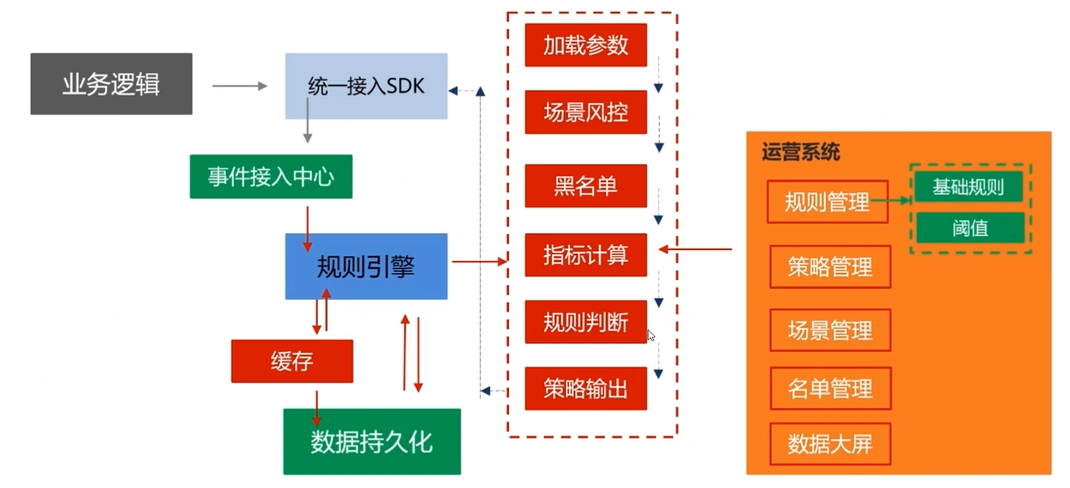 业务逻辑
统一接入SDK
事件接入中心
规则引擎
缓存
数据持久化
加载参数
场景风控
黑名单
指标计算
规则判断
策略输出
运营系统
规则管理
基础规则
阈值
策略管理
场景管理
名单管理
数据大屏